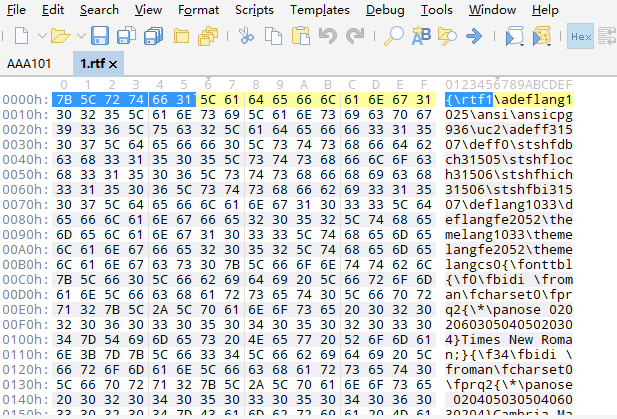 File Edit Search View Format Scripts Templates Debug Tools Window Help
Hex
AAA101 1.rtf ×
0 1 2 3 4 5 6 7 8 9 A B C D E F 0123456789ABCDEF
0000h: 7B 5C 72 74 66 31 5C 61 64 65 66 6C 61 6E 67 31 {\rtf1\adeflang1
0010h: 30 32 35 5C 61 6E 73 69 5C 61 6E 73 69 63 70 67 025\ansi\ansicpg
0020h: 39 33 36 5C 75 63 32 5C 61 64 65 66 66 33 31 35 936\uc2\adeff315
0030h: 30 37 5C 64 65 66 66 30 5C 73 74 73 68 66 64 62 07\deff0\stshfdb
0040h: 63 68 33 31 35 30 35 5C 73 74 73 68 66 6C 6F 63 ch31505\stshfloc
0050h: 68 33 31 35 30 36 5C 73 74 73 68 66 68 69 63 68 h31506\stshfhich
0060h: 33 31 35 30 36 5C 73 74 73 68 66 62 69 33 31 35 31506\stshfbi315
0070h: 30 37 5C 64 65 66 6C 61 6E 67 31 30 33 33 5C 64 07\deflang1033\d
0080h: 65 66 6C 61 6E 67 66 65 32 30 35 32 5C 74 68 65 eflangfe2052\the
0090h: 6D 65 6C 61 6E 67 31 30 33 33 5C 74 68 65 6D 65 melang1033\theme
00A0h: 6C 61 6E 67 66 65 32 30 35 32 5C 74 68 65 6D 65 langfe2052\theme
00B0h: 6C 61 6E 67 63 73 30 7B 5C 66 6F 6E 74 74 62 6C langcs0{\fonttbl
00C0h: 7B 5C 66 30 5C 66 62 69 64 69 20 5C 66 72 6F 6D {\f0\fbidi \from
00D0h: 61 6E 5C 66 63 68 61 72 73 65 74 30 5C 66 70 72 an\fcharset0\fpr
00E0h: 71 32 7B 5C 2A 5C 70 61 6E 6F 73 65 20 30 32 30 q2{\*\panose 020
00F0h: 32 30 36 30 33 30 35 30 34 30 35 30 32 30 33 30 2060305040502030
0100h: 34 7D 54 69 6D 65 73 20 4E 65 77 20 52 6F 6D 61 4}Times New Roma
0110h: 6E 3B 7D 7B 5C 66 33 34 5C 66 62 69 64 69 20 5C n;}{\f34\fbidi \
0120h: 66 72 6F 6D 61 6E 5C 66 63 68 61 72 73 65 74 30 froman\fcharset0
0130h: 5C 66 70 72 71 32 7B 5C 2A 5C 70 61 6E 6F 73 65 \fprq2{\*\panose
0140h: 20 30 32 30 34 30 35 30 33 30 35 30 34 30 36 30 020405030504060
0150h: 33 30 32 30 34 7D 43 61 6D 62 72 69 61 20 4D 61 30204}Cambria Ma